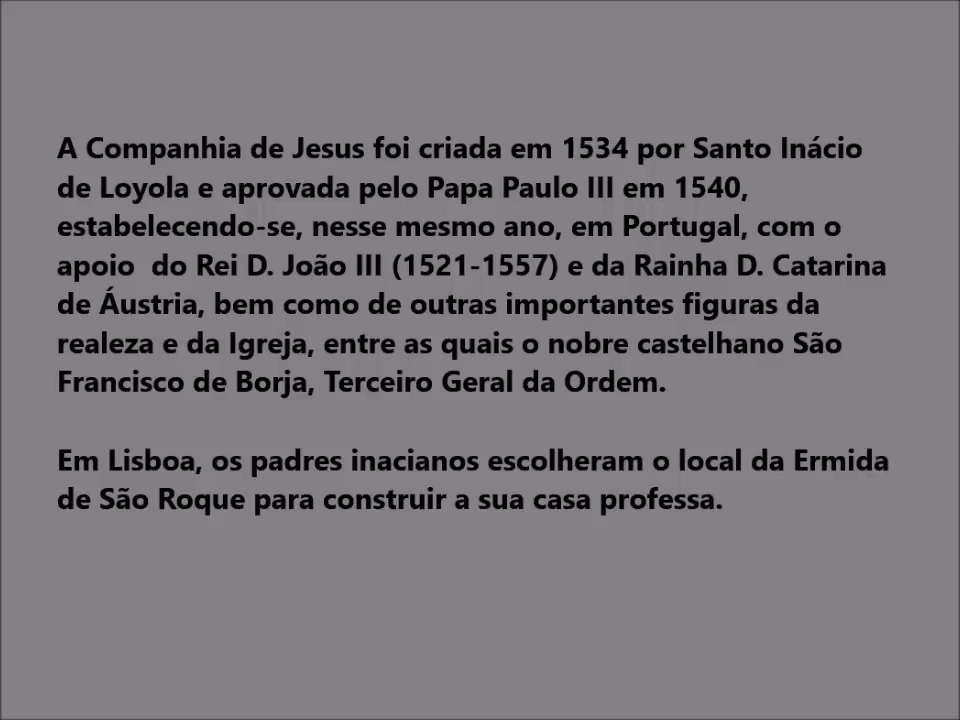 A Companhia de Jesus foi criada em 1534 por Santo Inácio
de Loyola e aprovada pelo Papa Paulo III em 1540,
estabelecendo-se, nesse mesmo ano, em Portugal, com o
apoio  do Rei D. João III (1521-1557) e da Rainha D. Catarina
de Áustria, bem como de outras importantes figuras da
realeza e da Igreja, entre as quais o nobre castelhano São
Francisco de Borja, Terceiro Geral da Ordem.
Em Lisboa, os padres inacianos escolheram o local da Ermida
de São Roque para construir a sua casa professa.